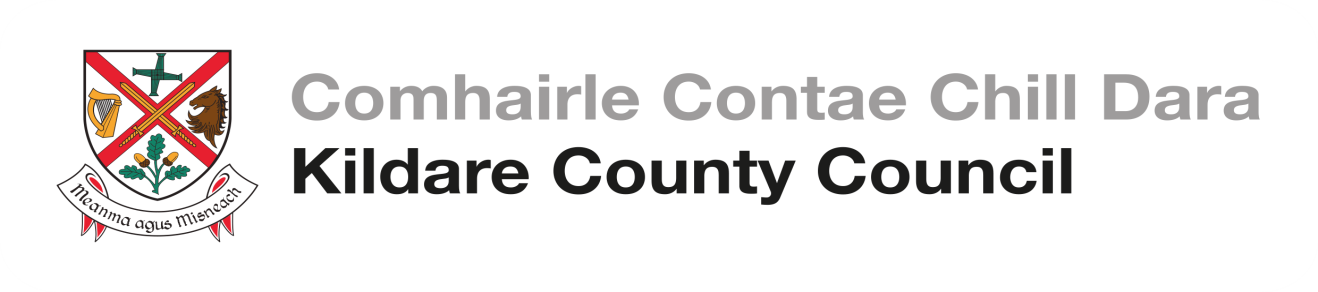 Comhairle Contae Chill Dara
Kildare County Council
Meanma agus Misneach